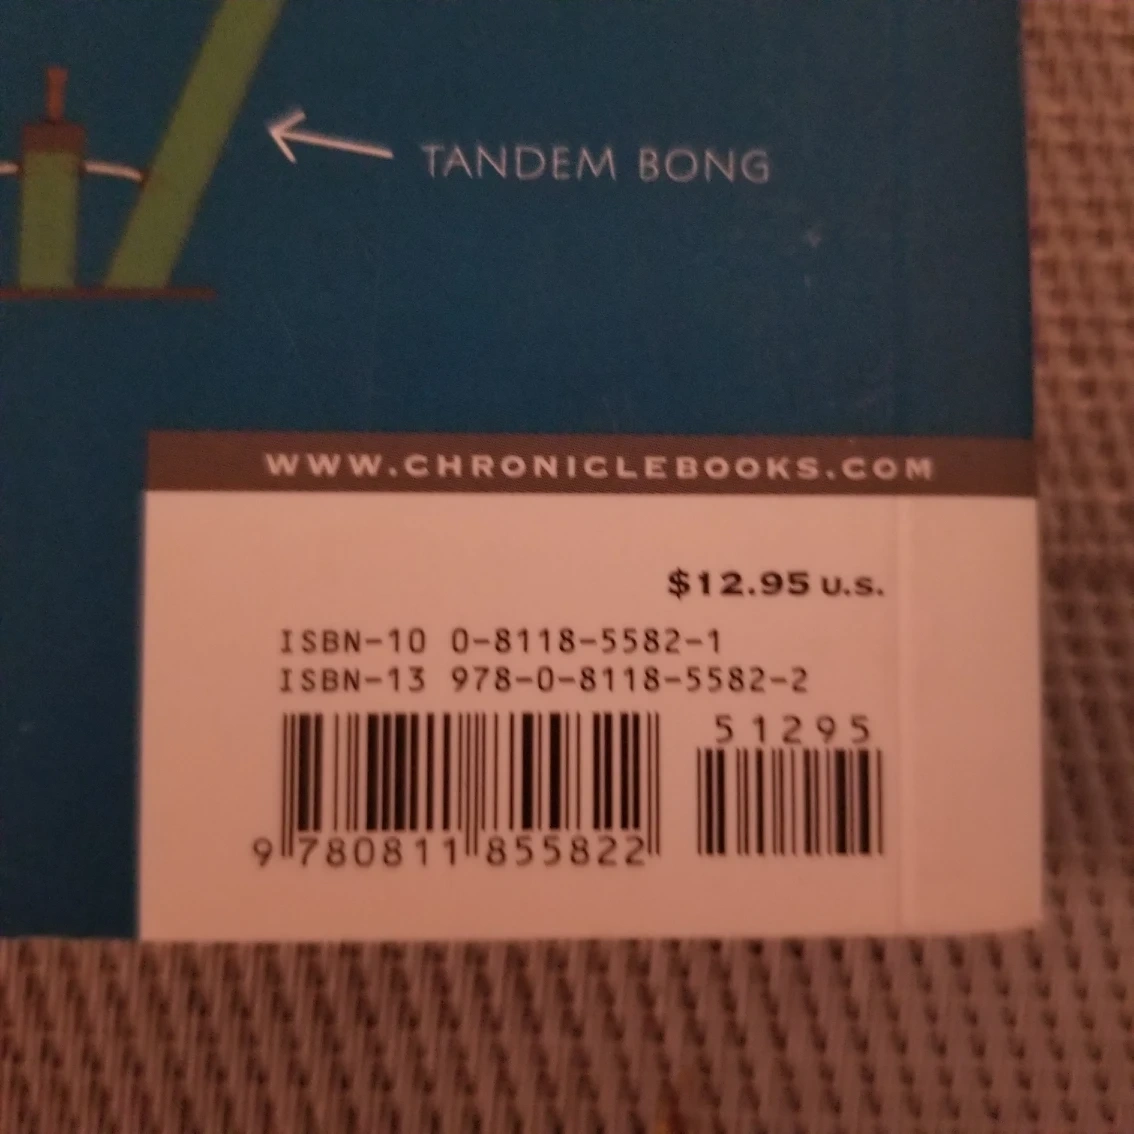 TANDEM BONG
WWW.CHRONICLEBOOKS.COM
$12.95 U.S.
ISBN-10 0-8118-5582-1
ISBN-13 978-0-8118-5582-2
51295
9 780811 855822